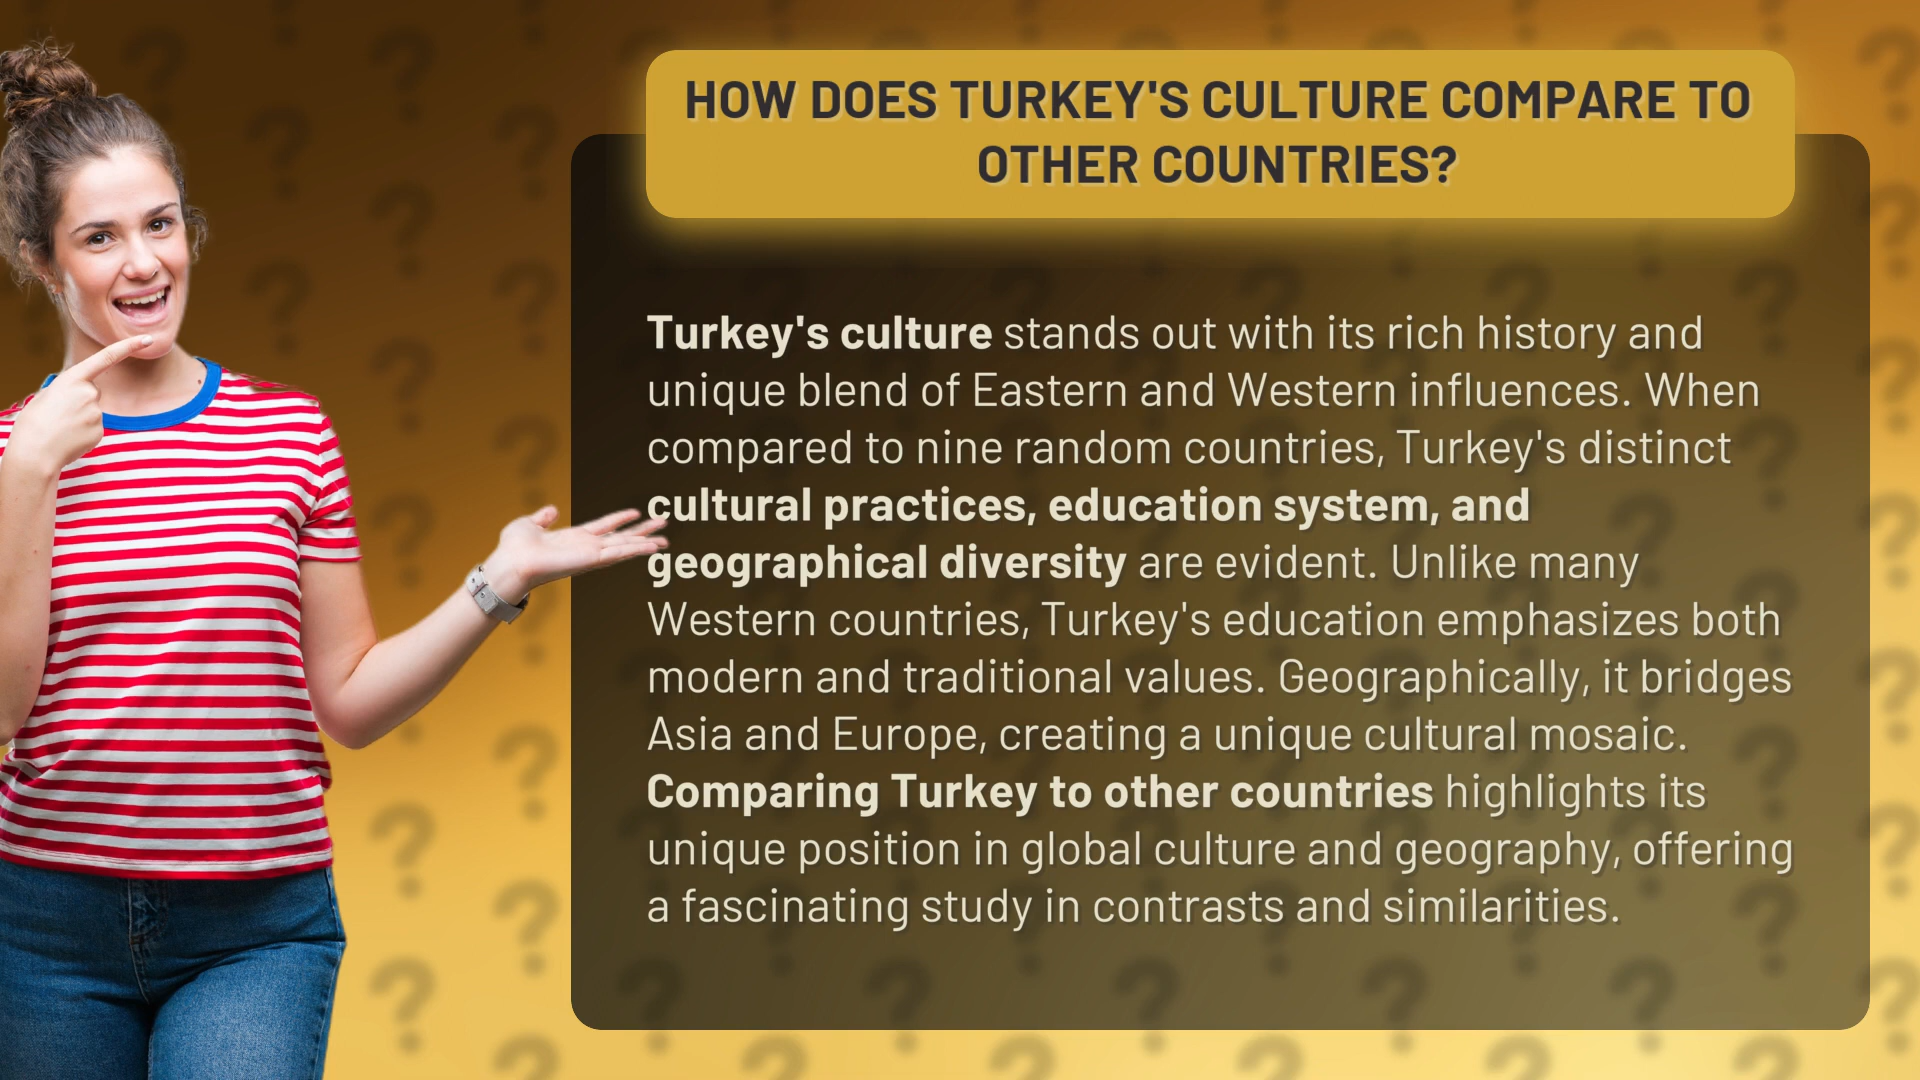 HOW DOES TURKEY'S CULTURE COMPARE TO
OTHER COUNTRIES?
Turkey's culture stands out with its rich history and
unique blend of Eastern and Western influences. When
compared to nine random countries, Turkey's distinct
cultural practices, education system, and
geographical diversity are evident. Unlike many
Western countries, Turkey's education emphasizes both
modern and traditional values. Geographically, it bridges
Asia and Europe, creating a unique cultural mosaic.
Comparing Turkey to other countries highlights its
unique position in global culture and geography, offering
a fascinating study in contrasts and similarities.